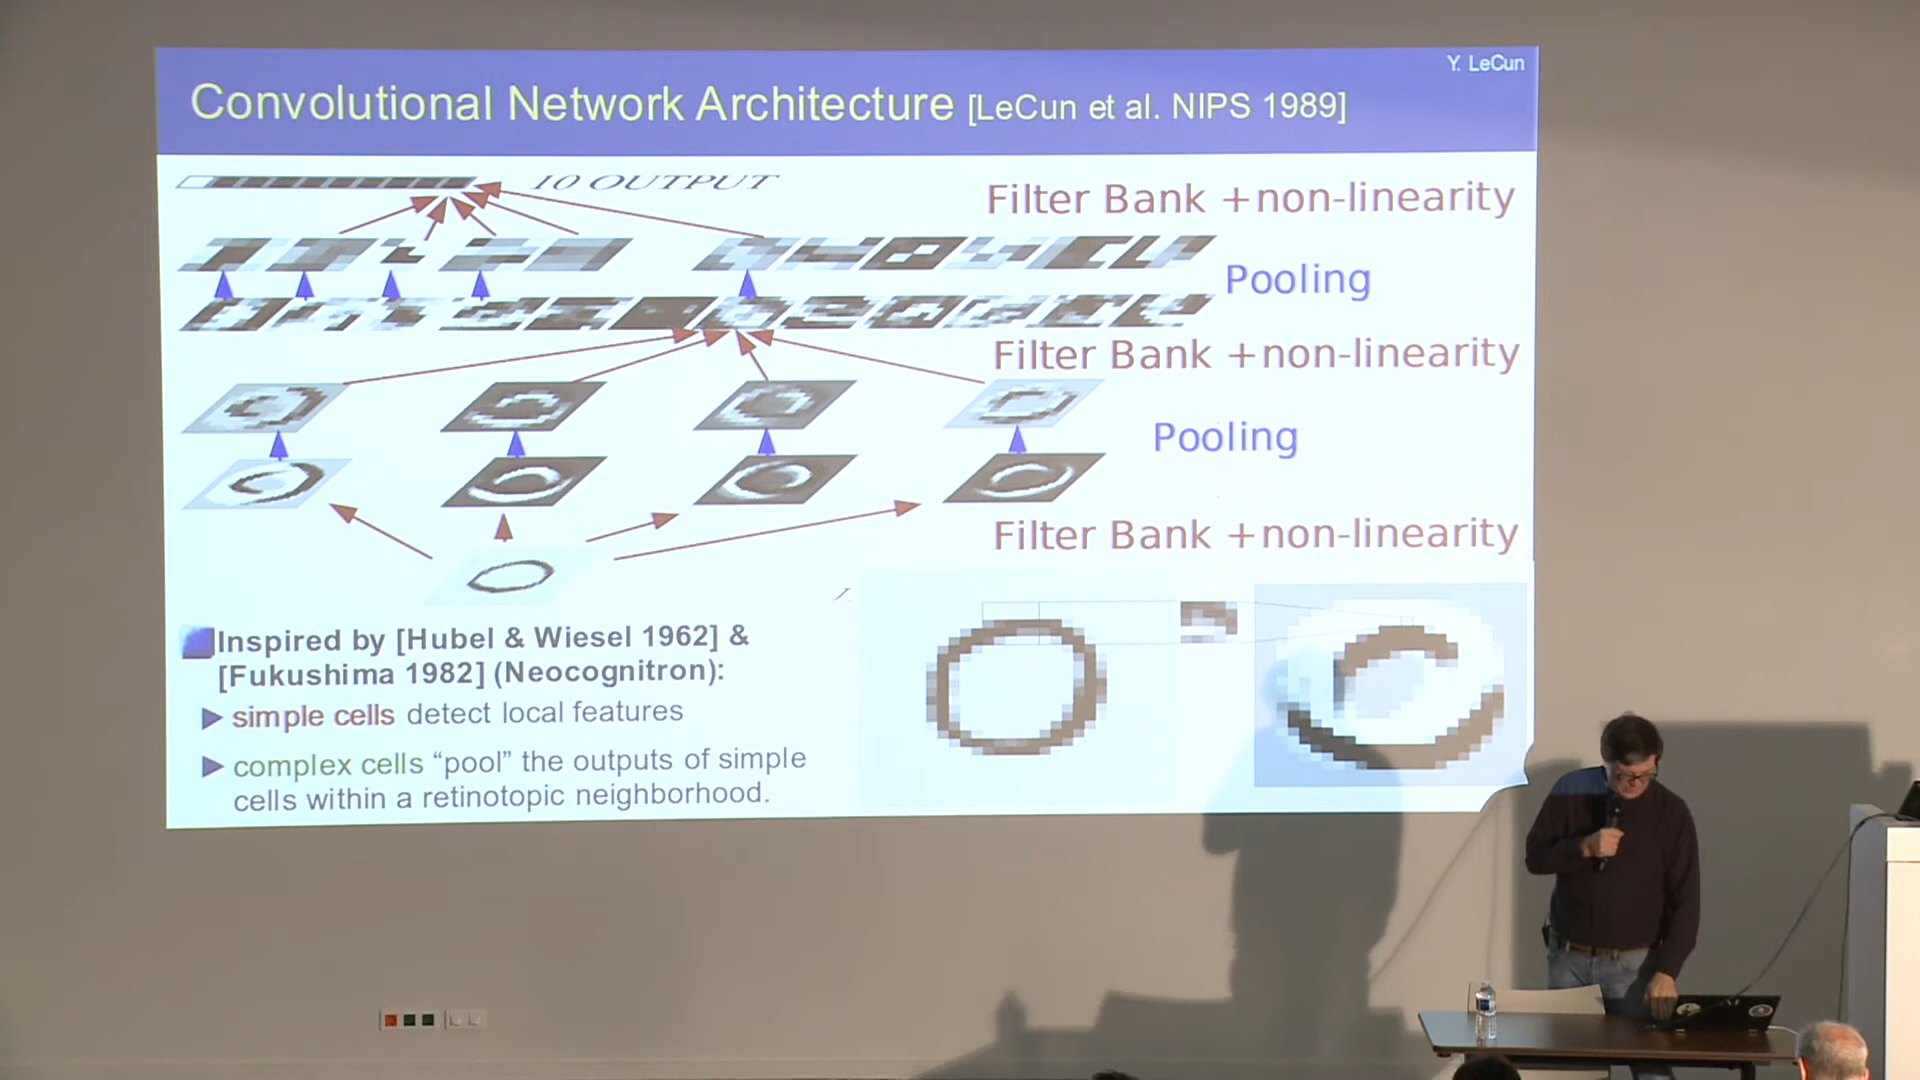 Y. LeCun
Convolutional Network Architecture [LeCun et al. NIPS 1989]
10 OUTPUT
Filter Bank +non-linearity
Pooling
Filter Bank +non-linearity
Pooling
Filter Bank +non-linearity
Inspired by [Hubel & Wiesel 1962] &
[Fukushima 1982] (Neocognitron):
simple cells detect local features
complex cells “pool” the outputs of simple
cells within a retinotopic neighborhood.